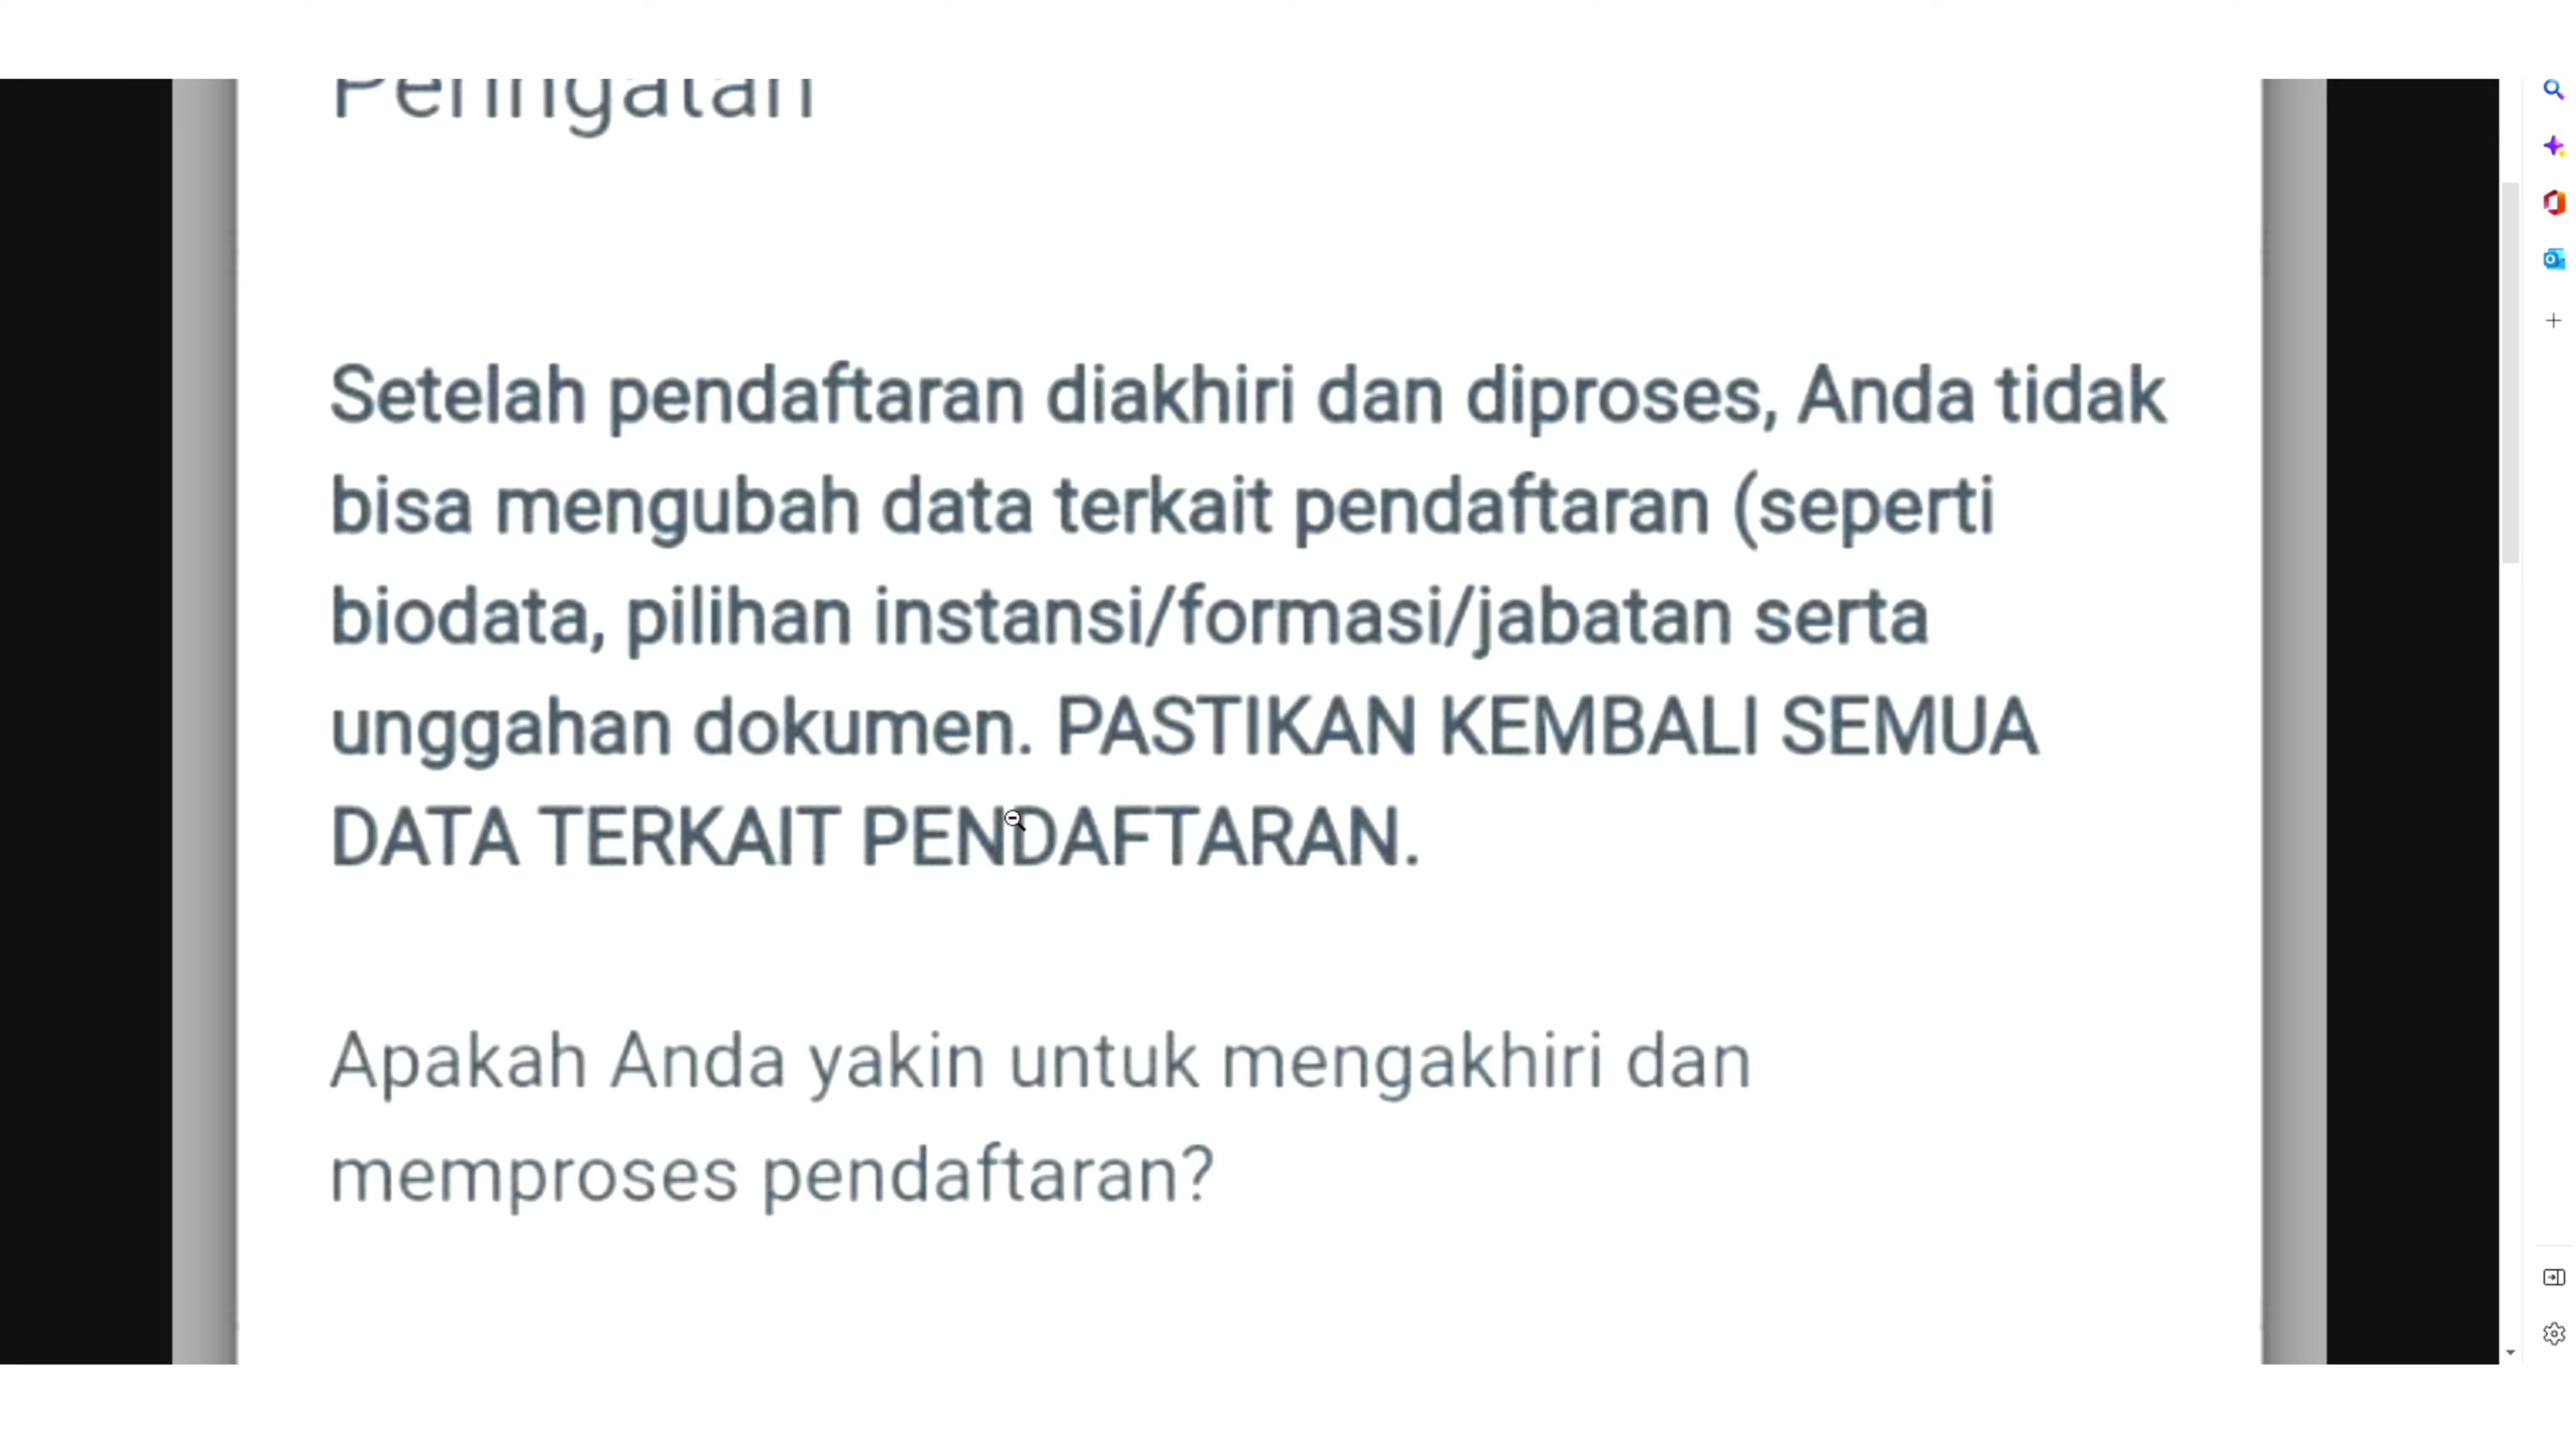 Peringatan
Setelah pendaftaran diakhiri dan diproses, Anda tidak
bisa mengubah data terkait pendaftaran (seperti
biodata, pilihan instansi/formasi/jabatan serta
unggahan dokumen. PASTIKAN KEMBALI SEMUA
DATA TERKAIT PENDAFTARAN.
Apakah Anda yakin untuk mengakhiri dan
memproses pendaftaran?